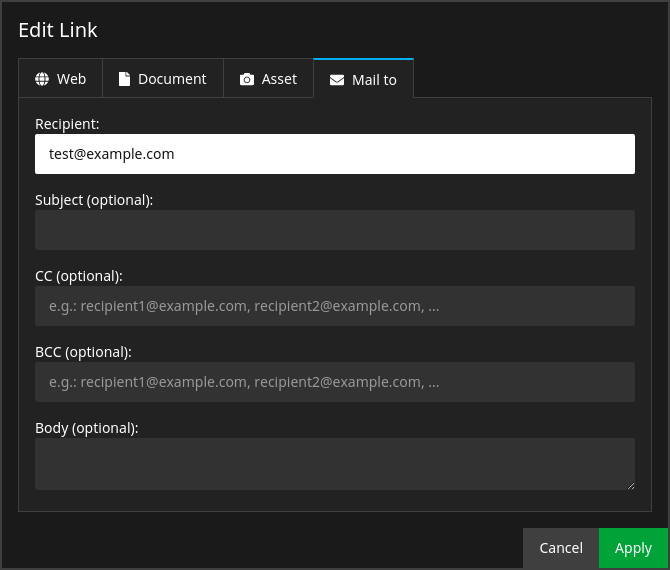 Edit Link
Web Document Asset Mail to
Recipient:
test@example.com
Subject (optional):
CC (optional):
e.g.: recipient1@example.com, recipient2@example.com, ...
BCC (optional):
e.g.: recipient1@example.com, recipient2@example.com, ...
Body (optional):
Cancel Apply